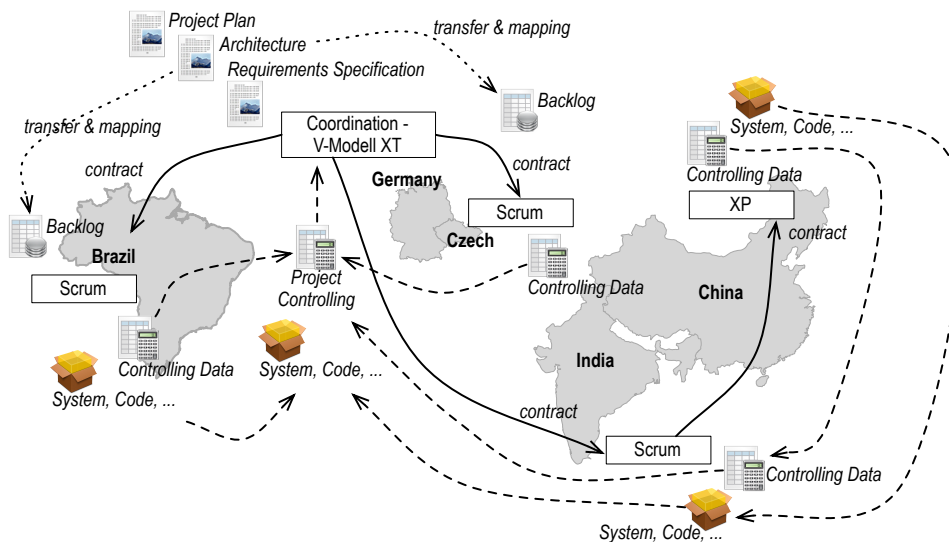 Project Plan
Architecture
Requirements Specification
transfer & mapping
Backlog
System, Code, ...
transfer & mapping
Coordination -
V-Modell XT
contract
contract
Germany
Controlling Data
XP
Scrum
Czech
contract
Backlog
Brazil
Scrum
Project
Controlling
Controlling Data
China
India
Controlling Data
System, Code, ...
System, Code, ...
contract
Scrum
Controlling Data
System, Code, ...